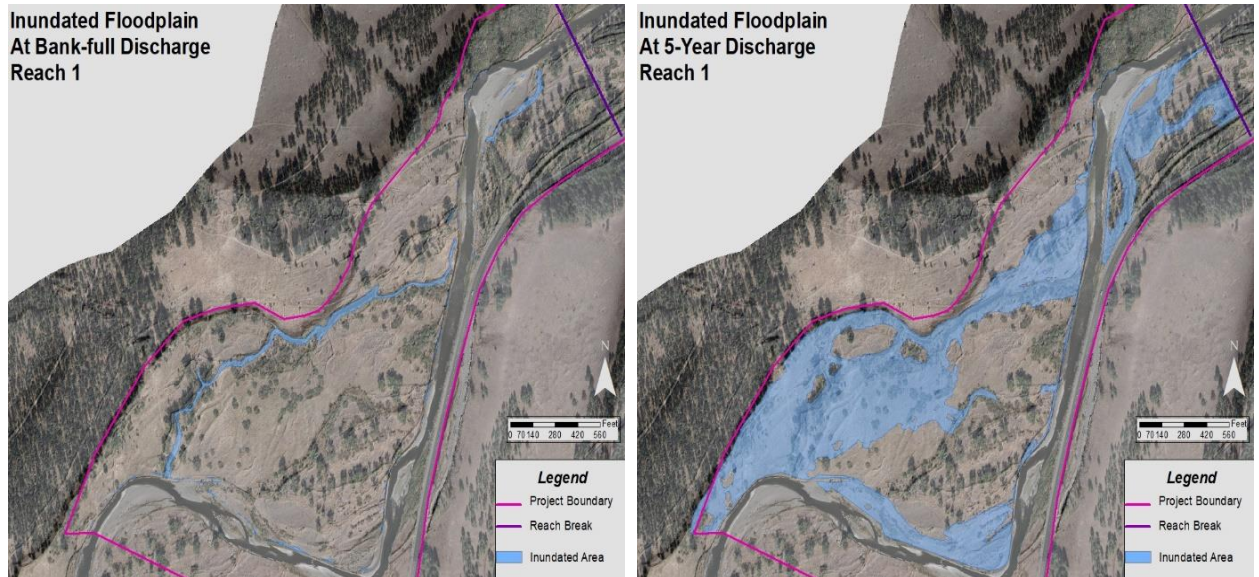 Inundated Floodplain
At Bank-full Discharge
Reach 1
N
Feet
0 70 140 280 420 560
Legend
Project Boundary
Reach Break
Inundated Area
Inundated Floodplain
At 5-Year Discharge
Reach 1
N
Feet
0 70 140 280 420 560
Legend
Project Boundary
Reach Break
Inundated Area